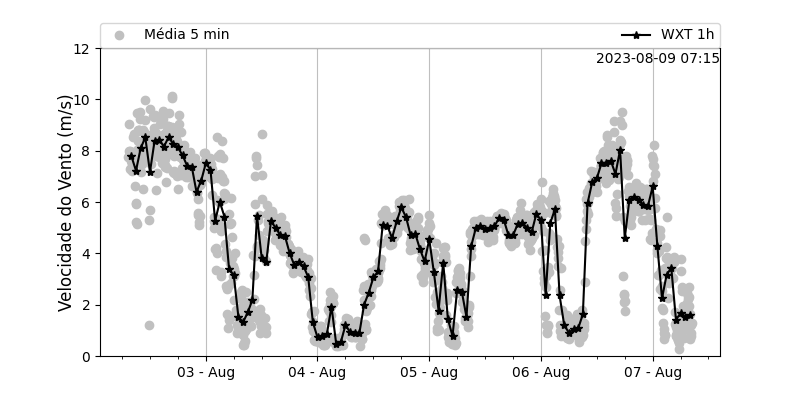 Média 5 min
WXT 1h
2023-08-09 07:15
Velocidade do Vento (m/s)
12
10
8
6
4
2
0
03 - Aug
04 - Aug
05 - Aug
06 - Aug
07 - Aug